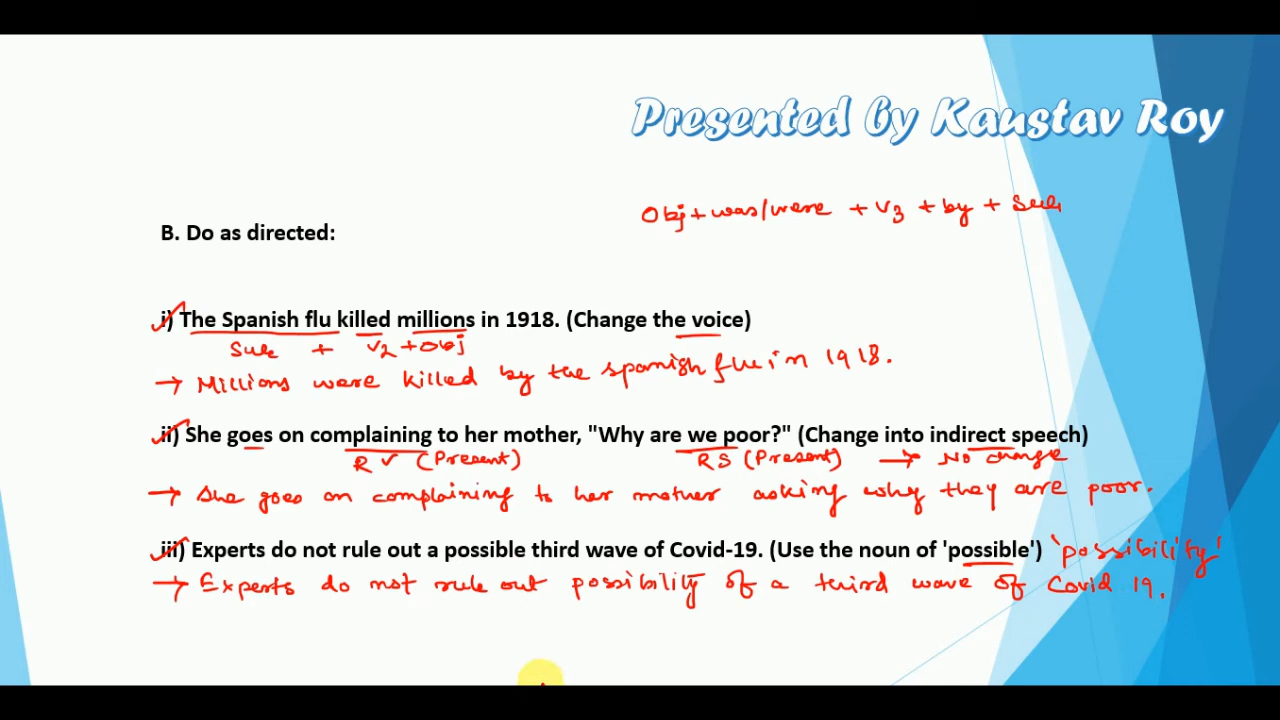 Presented by Kaustav Roy
Obj + was/were + V3 + by + Sub
B. Do as directed:
i) The Spanish flu killed millions in 1918. (Change the voice)
Sub + V2 + Obj
→ Millions were killed by the spanish flu in 1918.
ii) She goes on complaining to her mother, "Why are we poor?" (Change into indirect speech)
RV (Present) RS (Present) → No change
→ She goes on complaining to her mother asking why they are poor.
iii) Experts do not rule out a possible third wave of Covid-19. (Use the noun of 'possible') 'possibility'
→ Experts do not rule out possibility of a third wave of Covid 19.